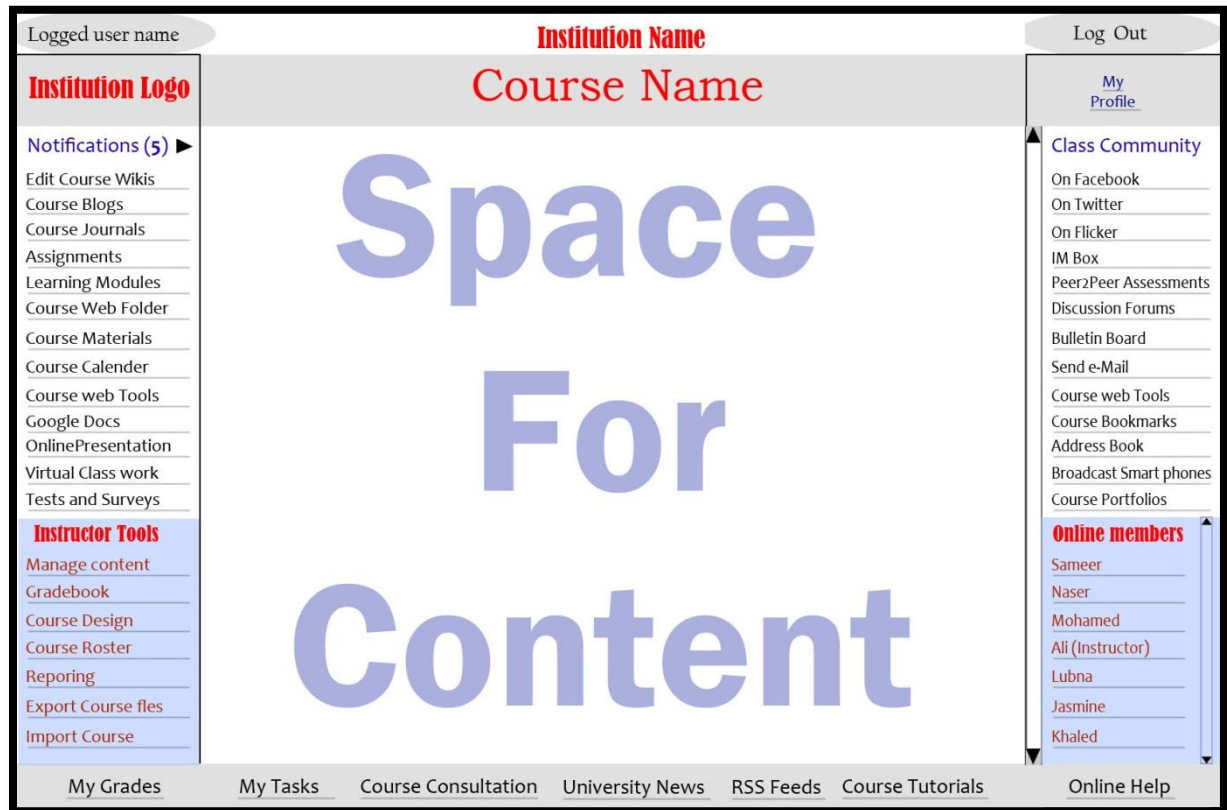 Logged user name
Institution Name
Log Out
Institution Logo
Course Name
My
Profile
Notifications (5)
Edit Course Wikis
Course Blogs
Course Journals
Assignments
Learning Modules
Course Web Folder
Course Materials
Course Calender
Course web Tools
Google Docs
OnlinePresentation
Virtual Class work
Tests and Surveys
Instructor Tools
Manage content
Gradebook
Course Design
Course Roster
Reporing
Export Course fles
Import Course
Space
For
Content
Class Community
On Facebook
On Twitter
On Flicker
IM Box
Peer2Peer Assessments
Discussion Forums
Bulletin Board
Send e-Mail
Course web Tools
Course Bookmarks
Address Book
Broadcast Smart phones
Course Portfolios
Online members
Sameer
Naser
Mohamed
Ali (Instructor)
Lubna
Jasmine
Khaled
My Grades
My Tasks
Course Consultation
University News
RSS Feeds
Course Tutorials
Online Help